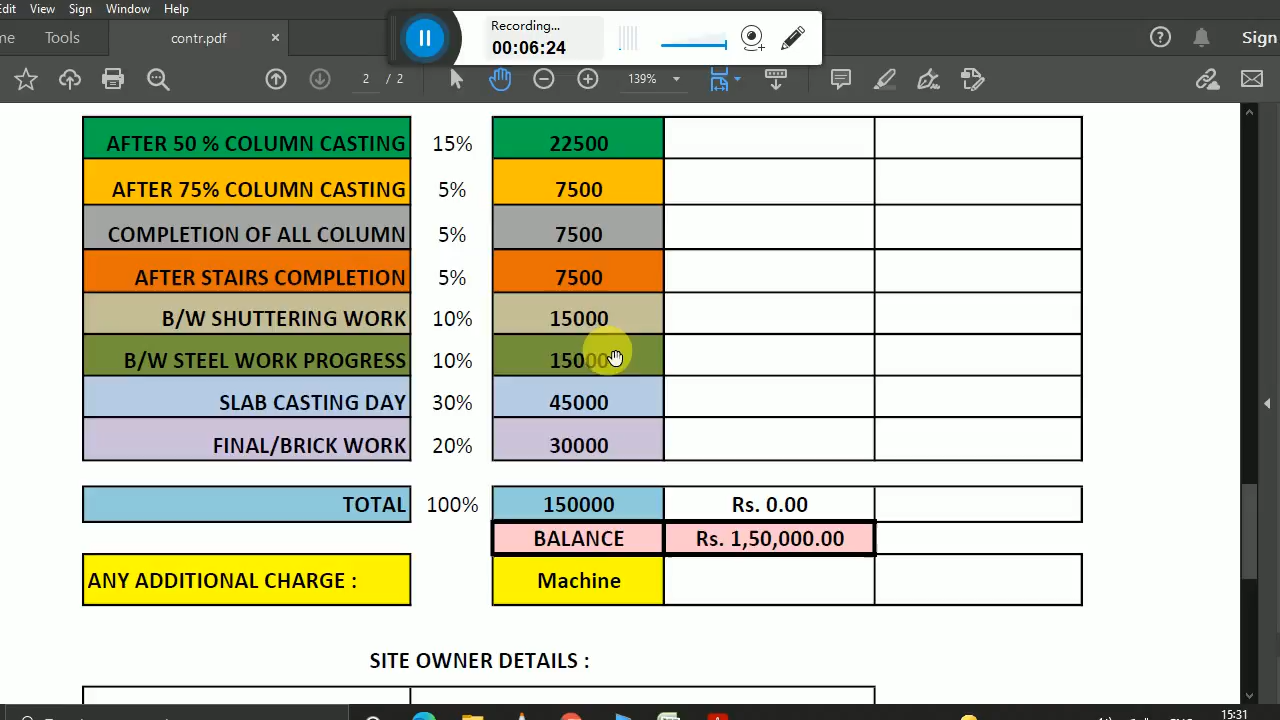 Edit View Sign Window Help
Recording...
00:06:24
me Tools contr.pdf × Sign
2 / 2 139%
AFTER 50 % COLUMN CASTING 15% 22500
AFTER 75% COLUMN CASTING 5% 7500
COMPLETION OF ALL COLUMN 5% 7500
AFTER STAIRS COMPLETION 5% 7500
B/W SHUTTERING WORK 10% 15000
B/W STEEL WORK PROGRESS 10% 15000
SLAB CASTING DAY 30% 45000
FINAL/BRICK WORK 20% 30000
TOTAL 100% 150000 Rs. 0.00
BALANCE Rs. 1,50,000.00
ANY ADDITIONAL CHARGE : Machine
SITE OWNER DETAILS :
15:31